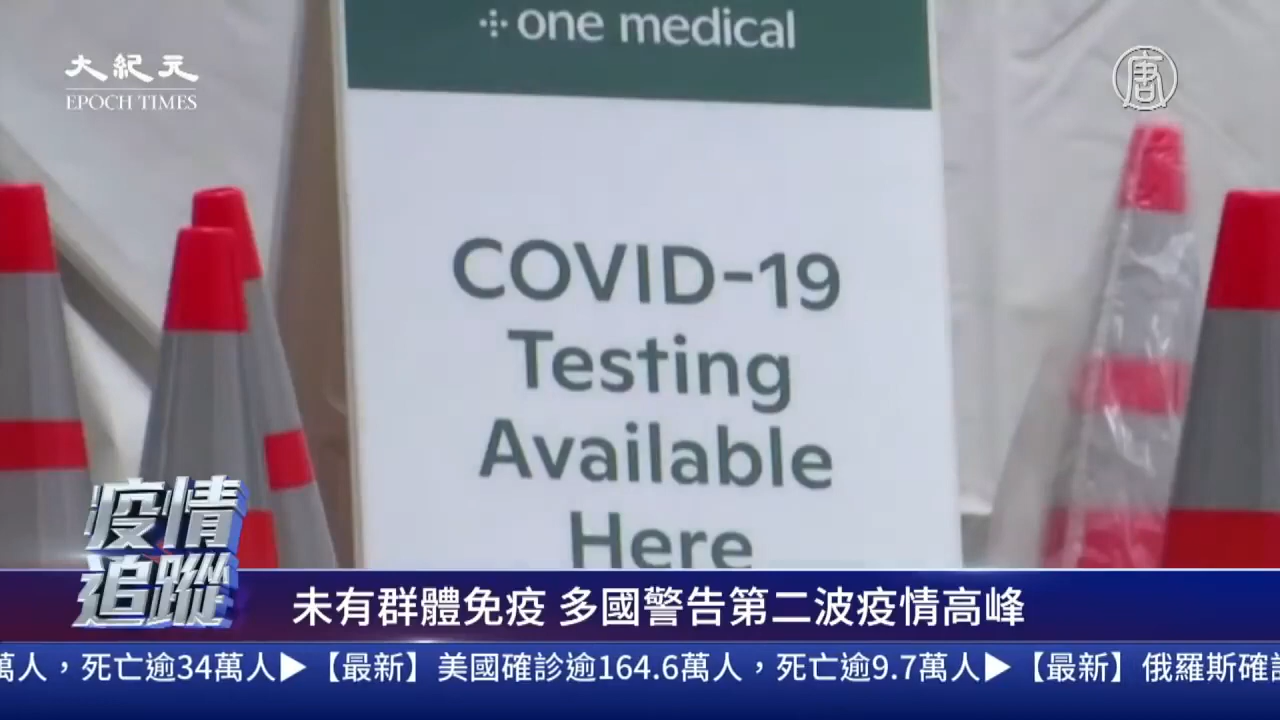 大紀元
EPOCH TIMES
唐
one medical
COVID-19
Testing
Available
Here
疫情
追蹤
未有群體免疫 多國警告第二波疫情高峰
萬人，死亡逾34萬人▶【最新】美國確診逾164.6萬人，死亡逾9.7萬人▶【最新】俄羅斯確診